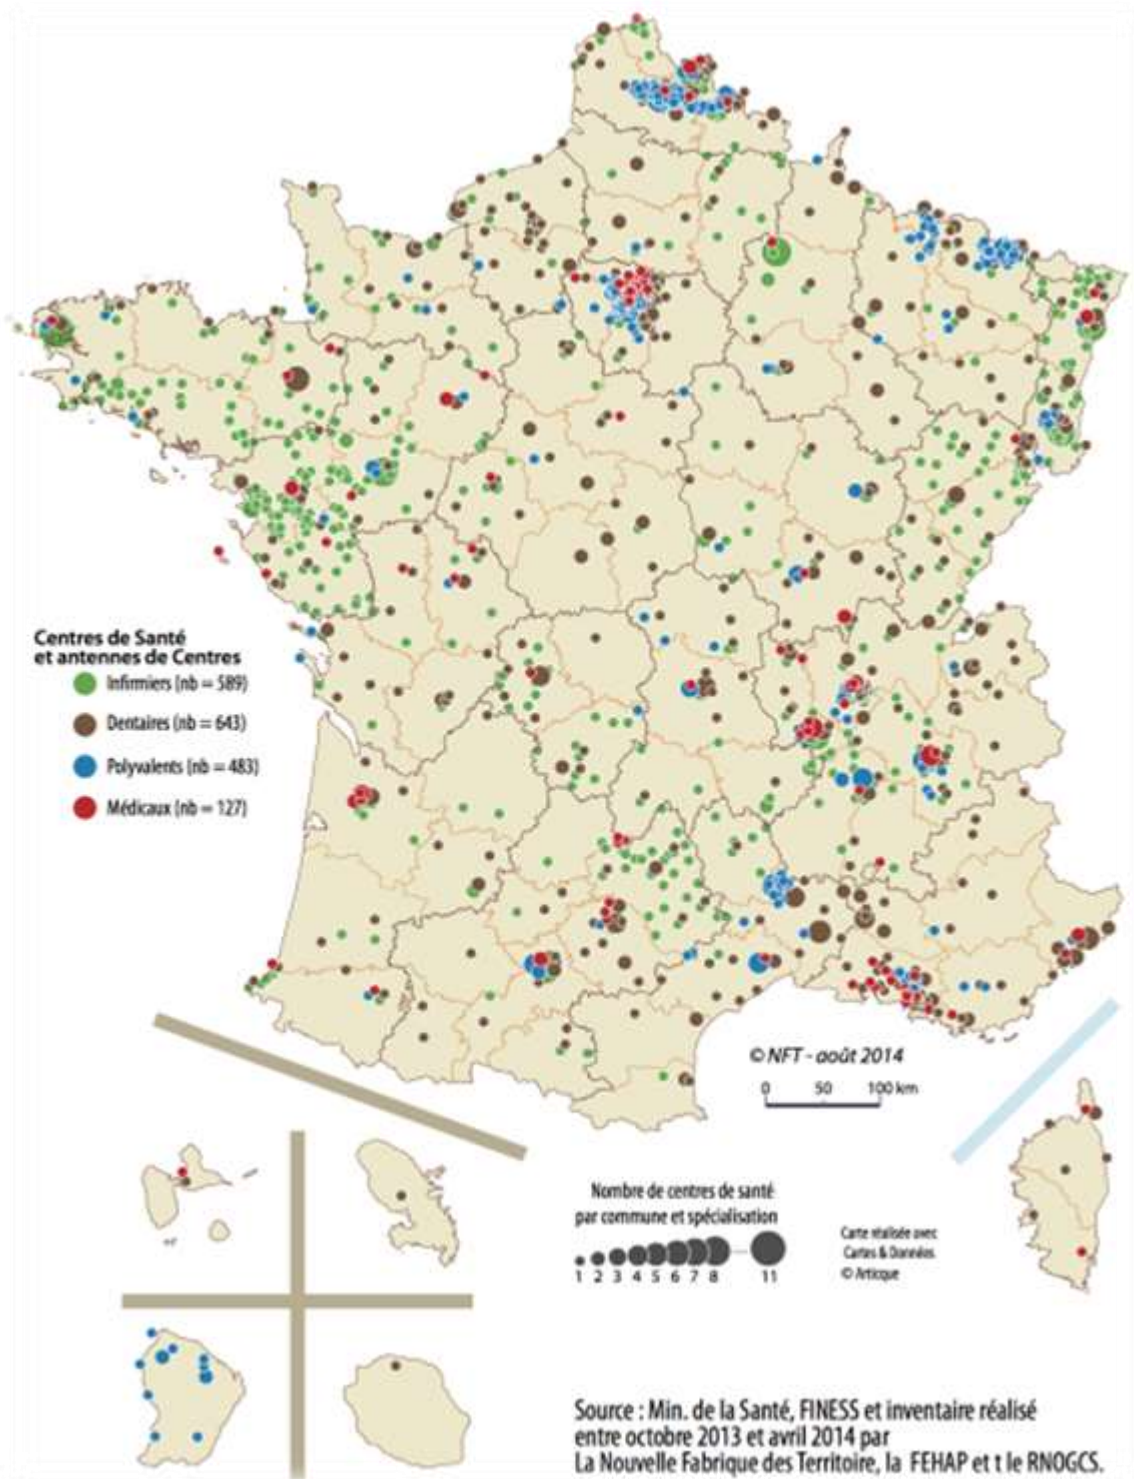 Centres de Santé
et antennes de Centres
Infirmiers (nb = 589)
Dentaires (nb = 643)
Polyvalents (nb = 483)
Médicaux (nb = 127)
© NFT - août 2014
0 50 100 km
Nombre de centres de santé
par commune et spécialisation
1 2 3 4 5 6 7 8 11
Carte réalisée avec
Cartes & Données
© Articque
Source : Min. de la Santé, FINESS et inventaire réalisé
entre octobre 2013 et avril 2014 par
La Nouvelle Fabrique des Territoire, la FEHAP et t le RNOGCS.